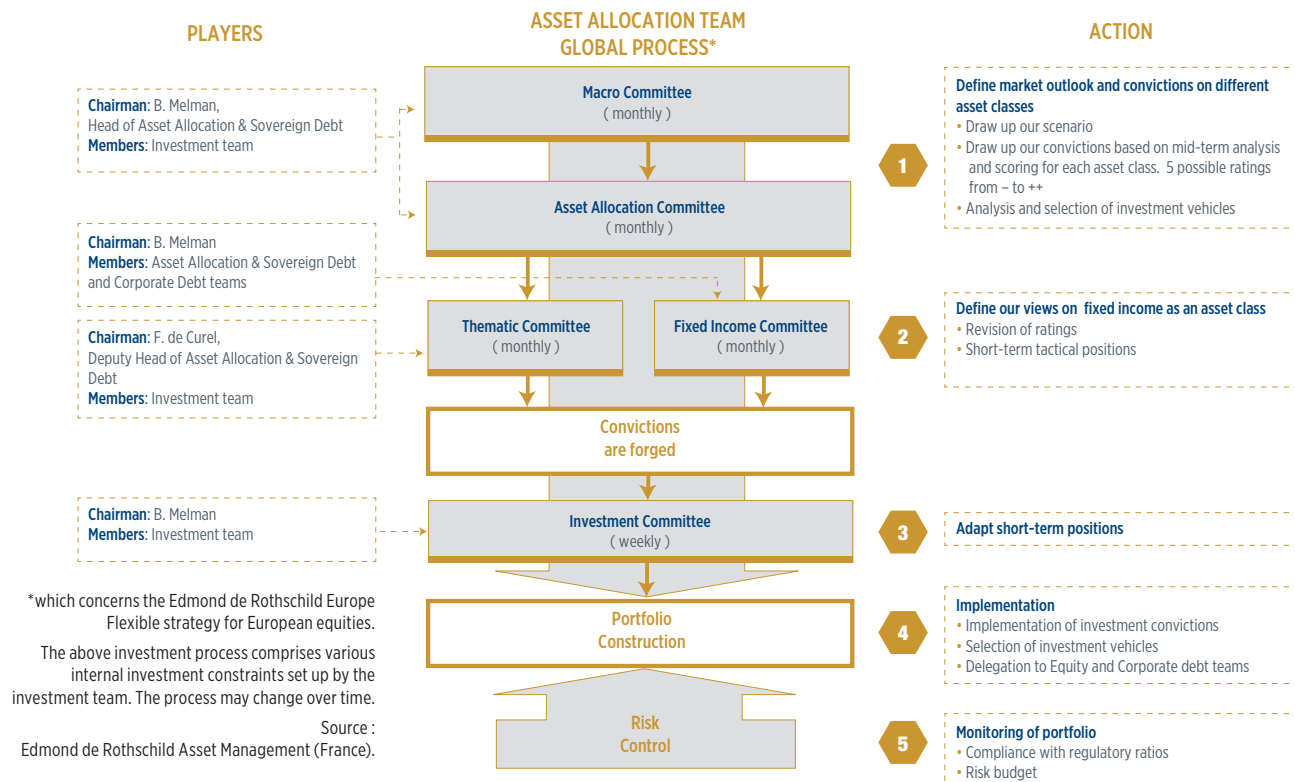 PLAYERS
ASSET ALLOCATION TEAM
GLOBAL PROCESS*
ACTION
Chairman: B. Melman,
Head of Asset Allocation & Sovereign Debt
Members: Investment team
Chairman: B. Melman
Members: Asset Allocation & Sovereign Debt
and Corporate Debt teams
Chairman: F. de Curel,
Deputy Head of Asset Allocation & Sovereign
Debt
Members: Investment team
Chairman: B. Melman
Members: Investment team
*which concerns the Edmond de Rothschild Europe
Flexible strategy for European equities.
The above investment process comprises various
internal investment constraints set up by the
investment team. The process may change over time.
Source :
Edmond de Rothschild Asset Management (France).
Macro Committee
( monthly )
Asset Allocation Committee
( monthly )
Thematic Committee
( monthly )
Fixed Income Committee
( monthly )
Convictions
are forged
Investment Committee
( weekly )
Portfolio
Construction
Risk
Control
1
Define market outlook and convictions on different
asset classes
• Draw up our scenario
• Draw up our convictions based on mid-term analysis
and scoring for each asset class. 5 possible ratings
from – to ++
• Analysis and selection of investment vehicles
2
Define our views on fixed income as an asset class
• Revision of ratings
• Short-term tactical positions
3
Adapt short-term positions
4
Implementation
• Implementation of investment convictions
• Selection of investment vehicles
• Delegation to Equity and Corporate debt teams
5
Monitoring of portfolio
• Compliance with regulatory ratios
• Risk budget